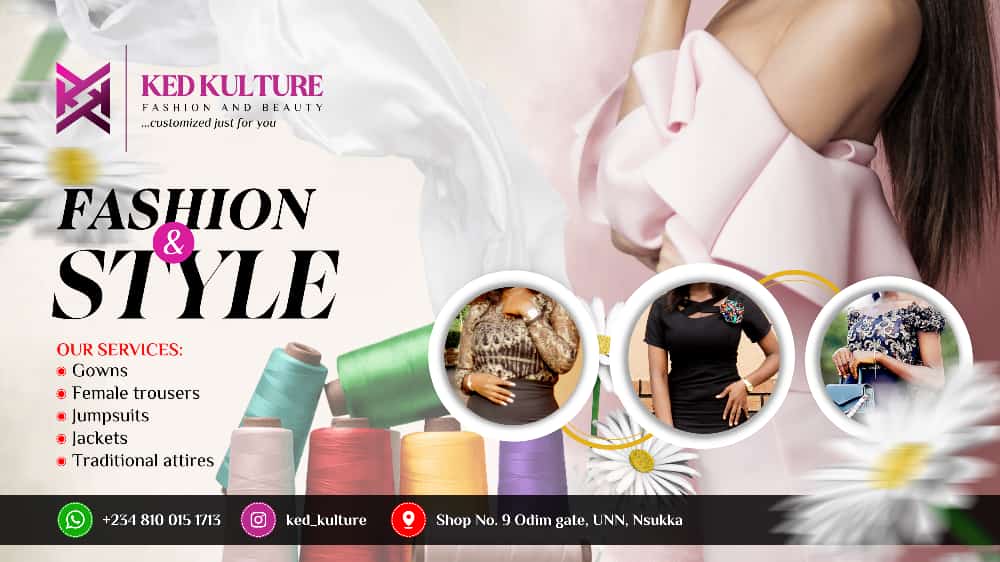 KED KULTURE
FASHION AND BEAUTY
...customized just for you
FASHION
&
STYLE
OUR SERVICES:
Gowns
Female trousers
Jumpsuits
Jackets
Traditional attires
+234 810 015 1713
ked_kulture
Shop No. 9 Odim gate, UNN, Nsukka